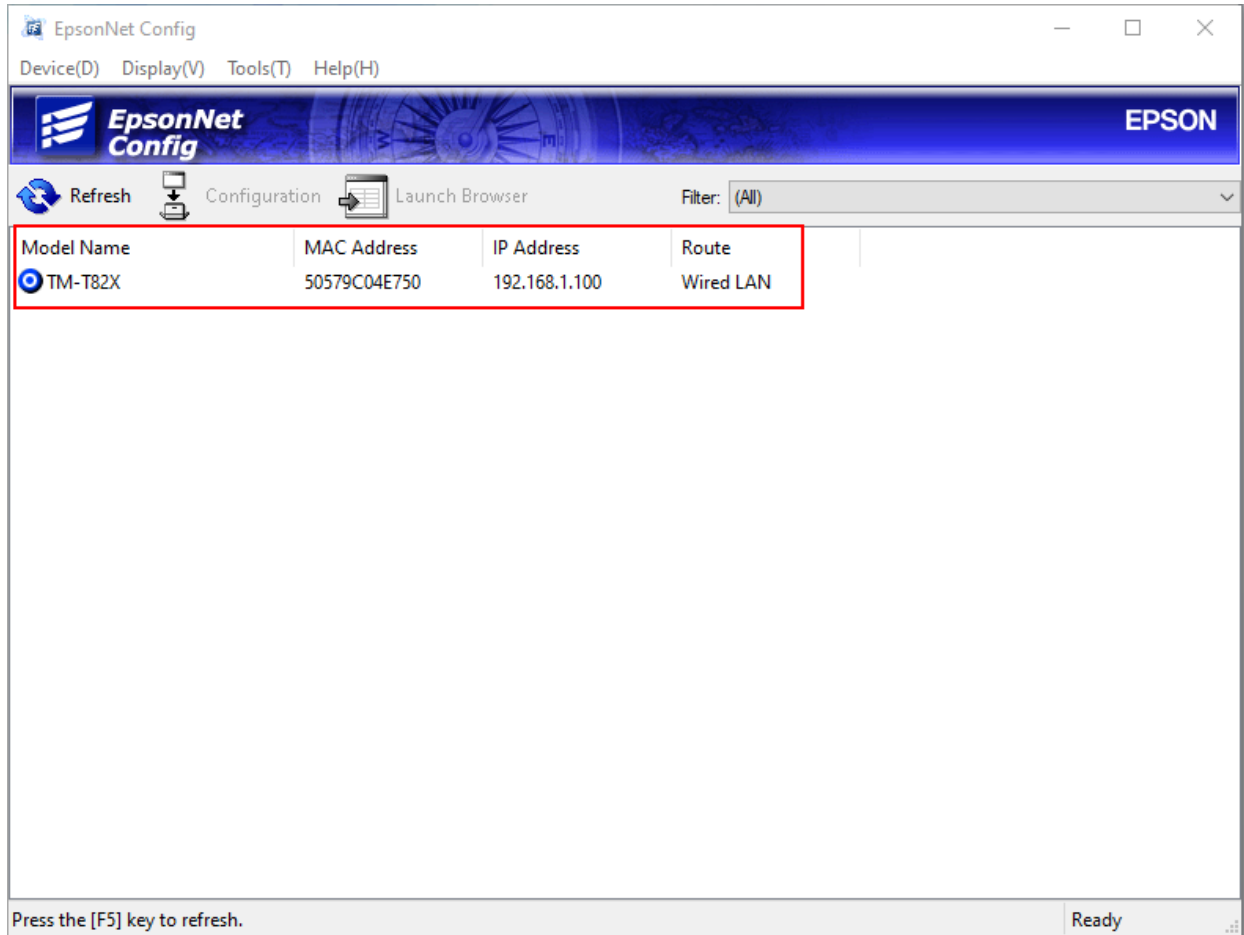 EpsonNet Config
Device(D) Display(V) Tools(T) Help(H)
EpsonNet
Config
EPSON
Refresh Configuration Launch Browser Filter: (All)
Model Name MAC Address IP Address Route
TM-T82X 50579C04E750 192.168.1.100 Wired LAN
Press the [F5] key to refresh. Ready